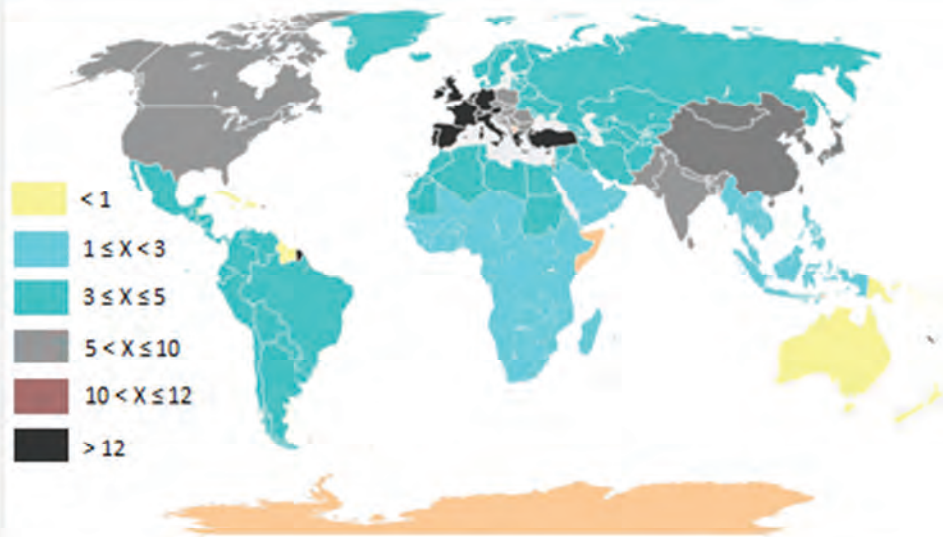 < 1
1 ≤ X < 3
3 ≤ X ≤ 5
5 < X ≤ 10
10 < X ≤ 12
> 12